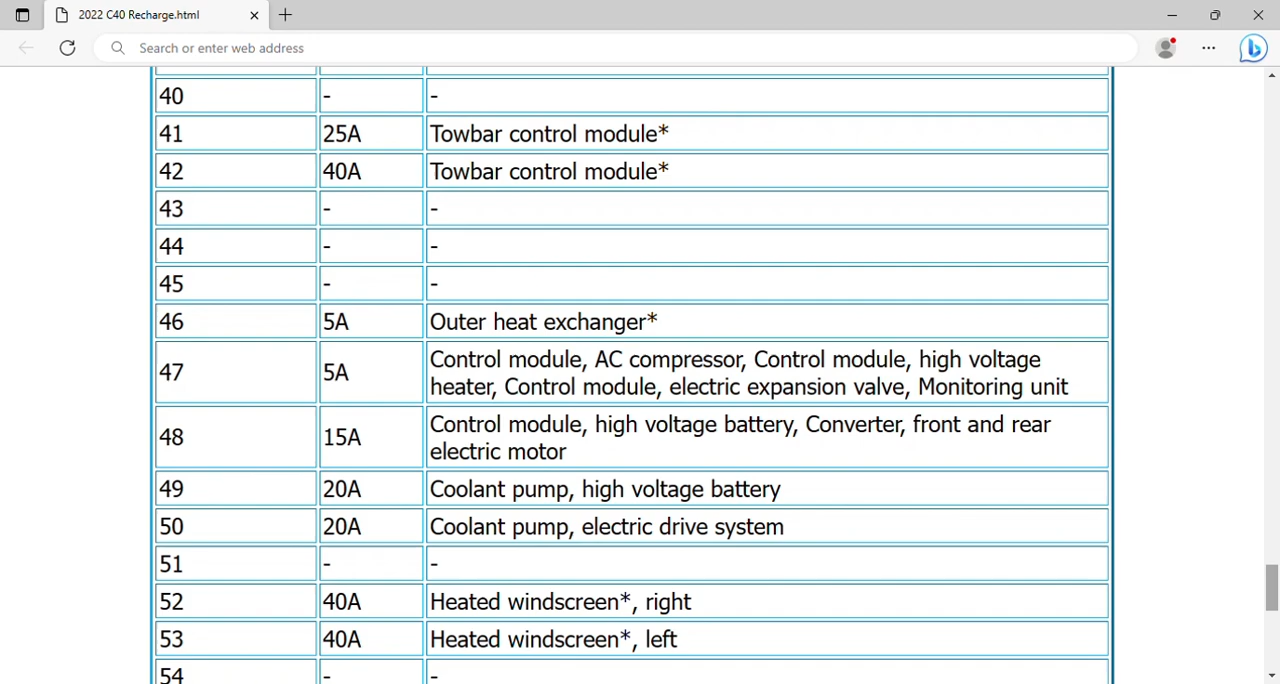 2022 C40 Recharge.html
Search or enter web address
40 - -
41 25A Towbar control module*
42 40A Towbar control module*
43 - -
44 - -
45 - -
46 5A Outer heat exchanger*
47 5A Control module, AC compressor, Control module, high voltage
heater, Control module, electric expansion valve, Monitoring unit
48 15A Control module, high voltage battery, Converter, front and rear
electric motor
49 20A Coolant pump, high voltage battery
50 20A Coolant pump, electric drive system
51 - -
52 40A Heated windscreen*, right
53 40A Heated windscreen*, left
54 - -